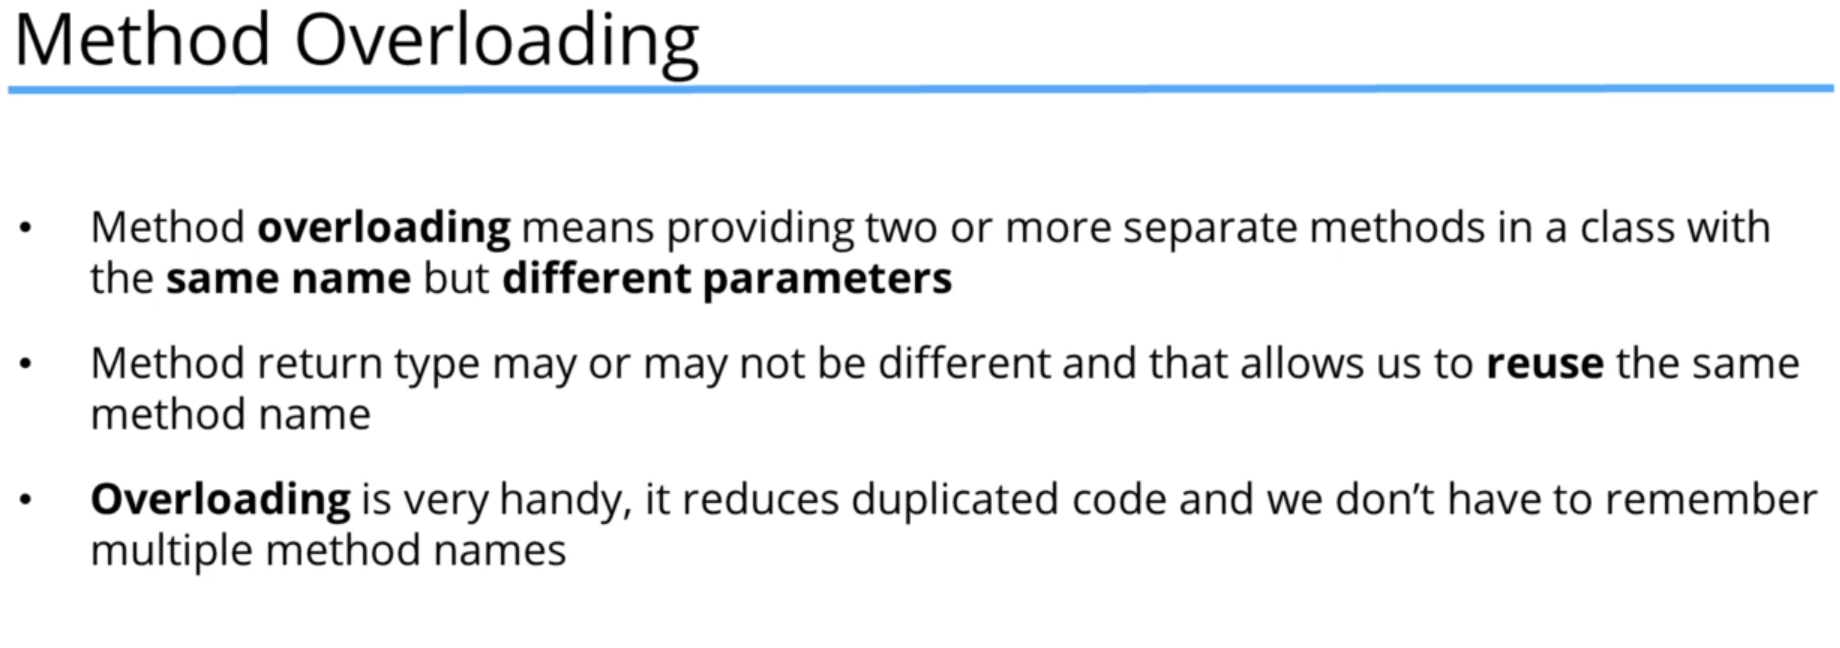 Method Overloading
• Method overloading means providing two or more separate methods in a class with
the same name but different parameters
• Method return type may or may not be different and that allows us to reuse the same
method name
• Overloading is very handy, it reduces duplicated code and we don’t have to remember
multiple method names